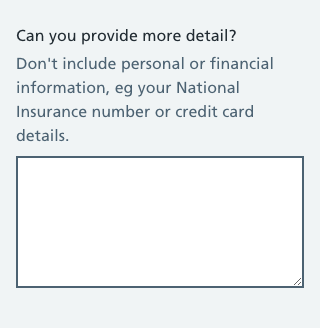 Can you provide more detail?
Don't include personal or financial
information, eg your National
Insurance number or credit card
details.